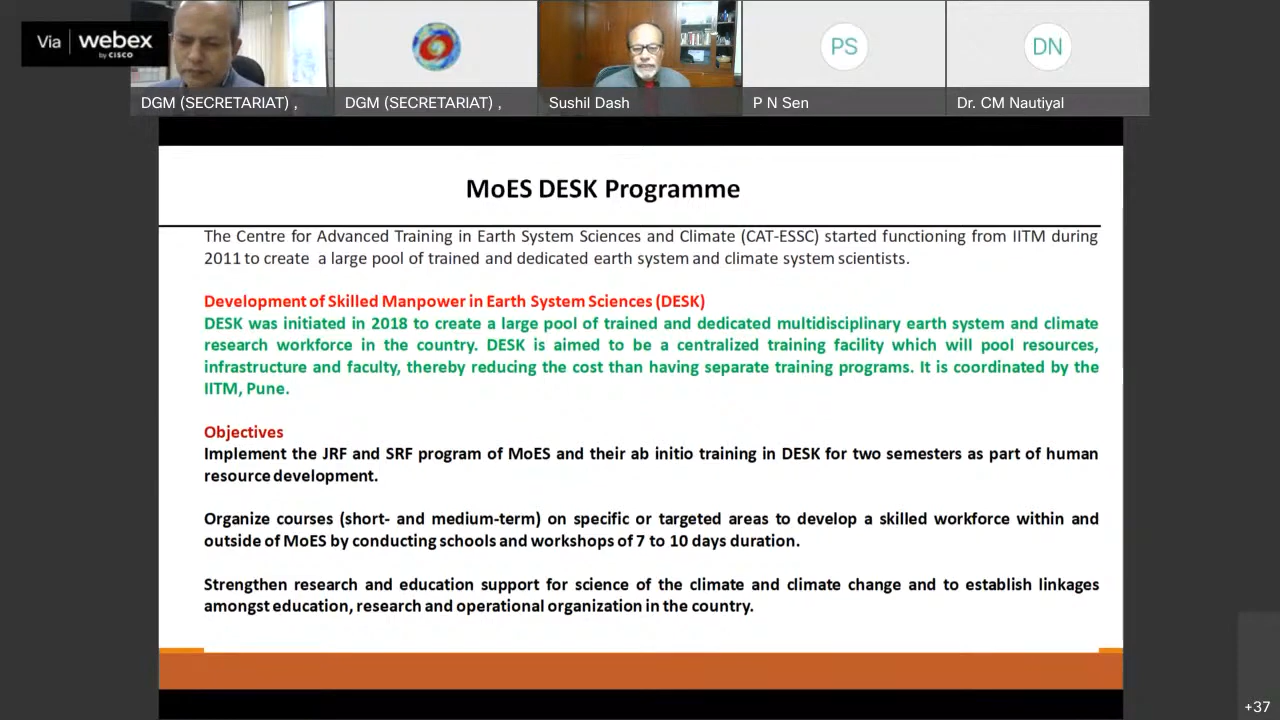 Via webex
by CISCO
DGM (SECRETARIAT) ,
DGM (SECRETARIAT) ,
Sushil Dash
PS
P N Sen
DN
Dr. CM Nautiyal
MoES DESK Programme
The Centre for Advanced Training in Earth System Sciences and Climate (CAT-ESSC) started functioning from IITM during
2011 to create a large pool of trained and dedicated earth system and climate system scientists.
Development of Skilled Manpower in Earth System Sciences (DESK)
DESK was initiated in 2018 to create a large pool of trained and dedicated multidisciplinary earth system and climate
research workforce in the country. DESK is aimed to be a centralized training facility which will pool resources,
infrastructure and faculty, thereby reducing the cost than having separate training programs. It is coordinated by the
IITM, Pune.
Objectives
Implement the JRF and SRF program of MoES and their ab initio training in DESK for two semesters as part of human
resource development.
Organize courses (short- and medium-term) on specific or targeted areas to develop a skilled workforce within and
outside of MoES by conducting schools and workshops of 7 to 10 days duration.
Strengthen research and education support for science of the climate and climate change and to establish linkages
amongst education, research and operational organization in the country.
+37